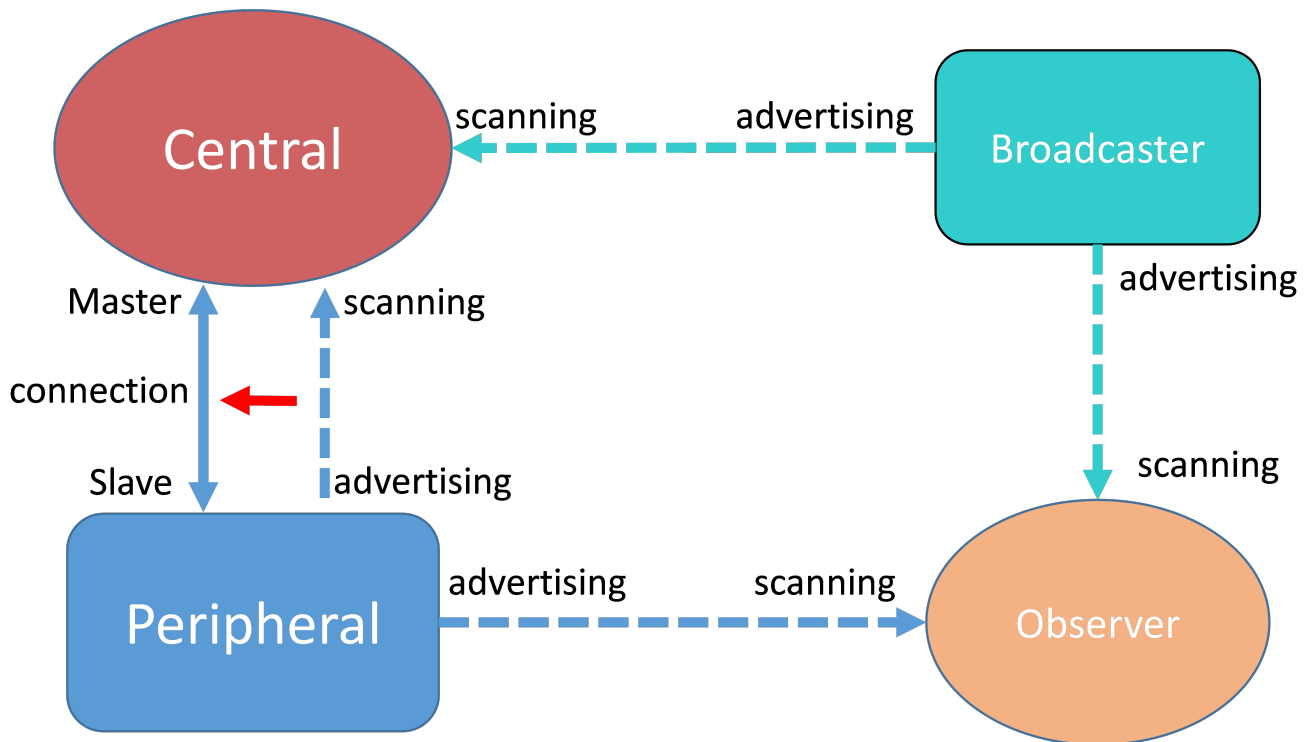 scanning
advertising
Central
Broadcaster
advertising
Master
scanning
connection
scanning
Slave
advertising
advertising
scanning
Peripheral
Observer